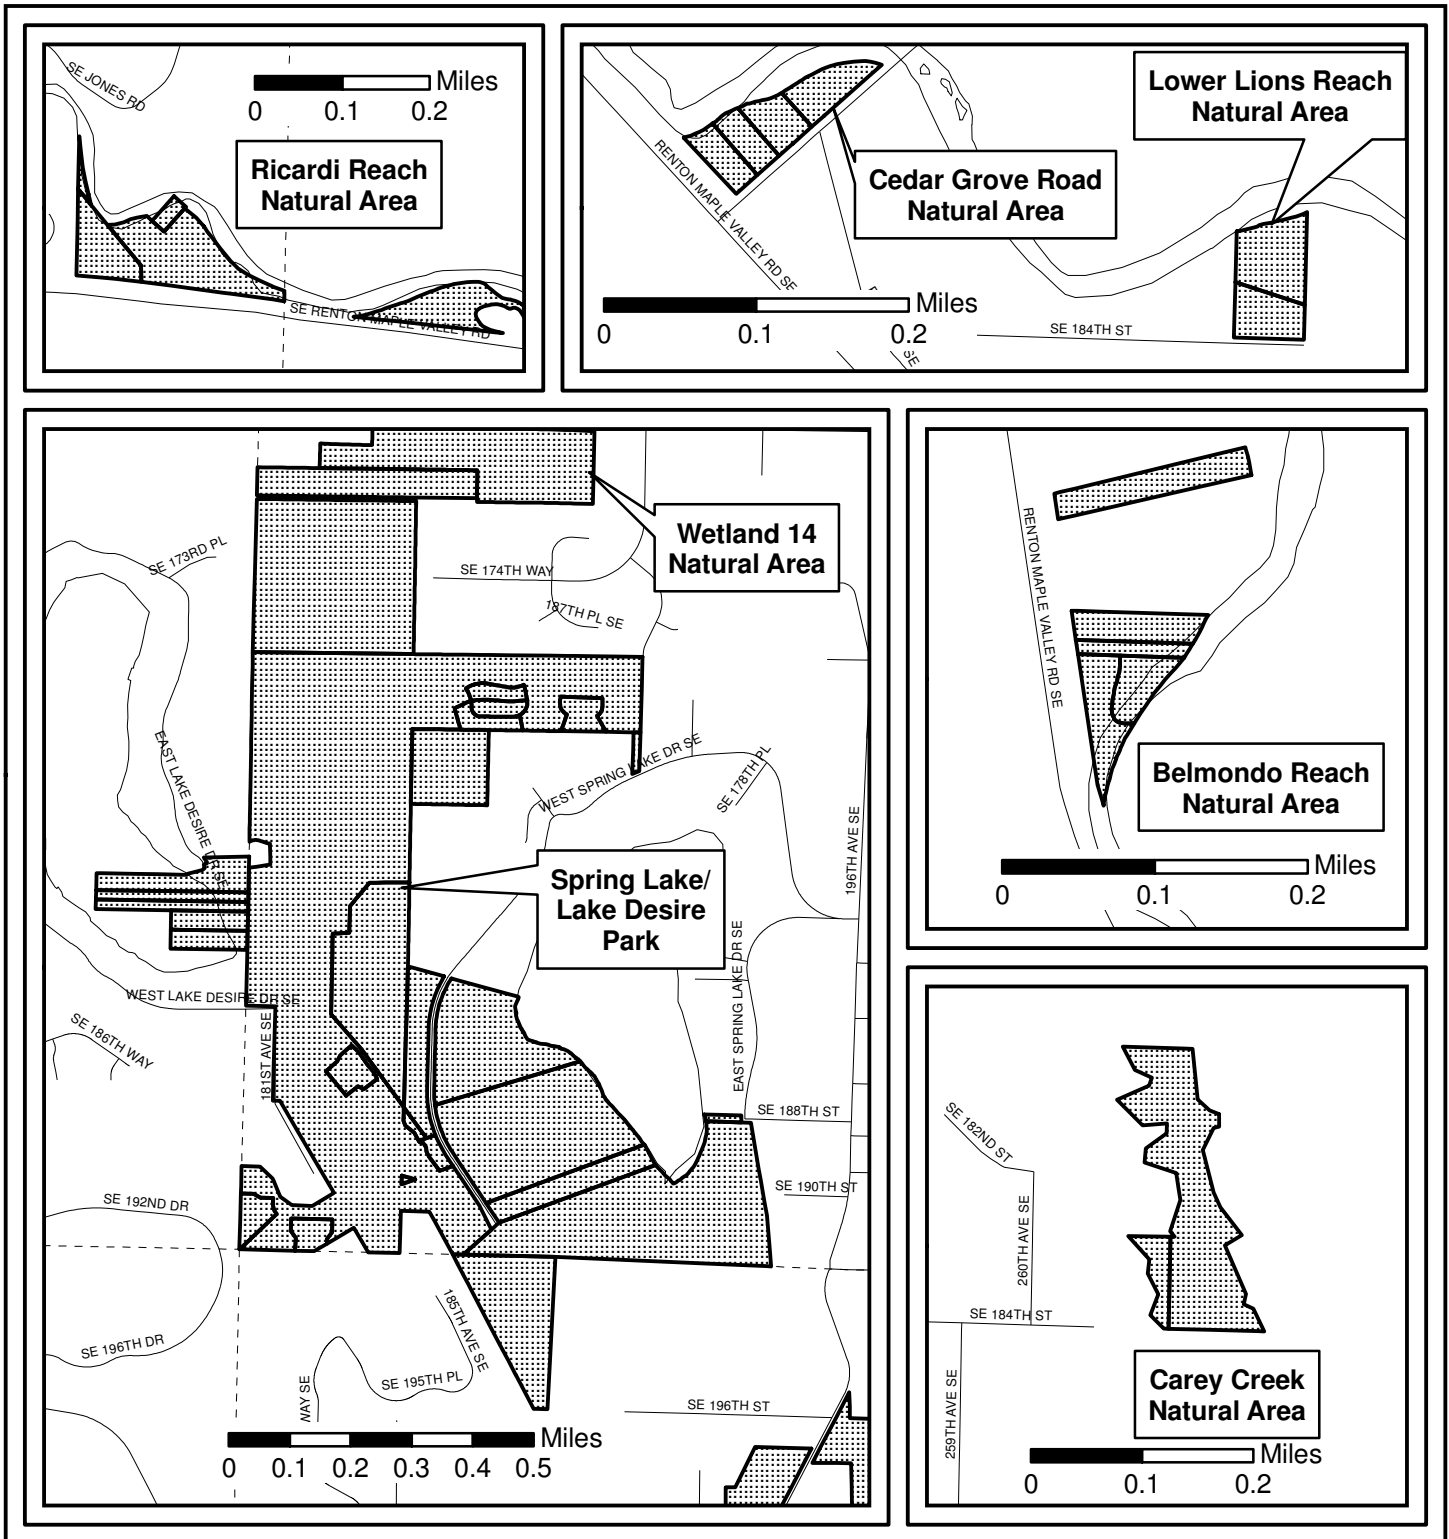 SE JONES RD
Miles
0 0.1 0.2
Ricardi Reach
Natural Area
SE RENTON MAPLE VALLEY RD
Lower Lions Reach
Natural Area
RENTON MAPLE VALLEY RD SE
Cedar Grove Road
Natural Area
Miles
0 0.1 0.2
SE 184TH ST
SE
Wetland 14
Natural Area
SE 173RD PL
SE 174TH WAY
187TH PL SE
EAST LAKE DESIRE DR SE
WEST SPRING LAKE DR SE
SE 178TH PL
196TH AVE SE
Spring Lake/
Lake Desire
Park
EAST SPRING LAKE DR SE
WEST LAKE DESIRE DR SE
SE 186TH WAY
181ST AVE SE
SE 188TH ST
SE 190TH ST
SE 192ND DR
185TH AVE SE
SE 196TH DR
SE 195TH PL
WAY SE
SE 196TH ST
Miles
0 0.1 0.2 0.3 0.4 0.5
RENTON MAPLE VALLEY RD SE
Belmondo Reach
Natural Area
Miles
0 0.1 0.2
SE 182ND ST
260TH AVE SE
SE 184TH ST
259TH AVE SE
Carey Creek
Natural Area
Miles
0 0.1 0.2